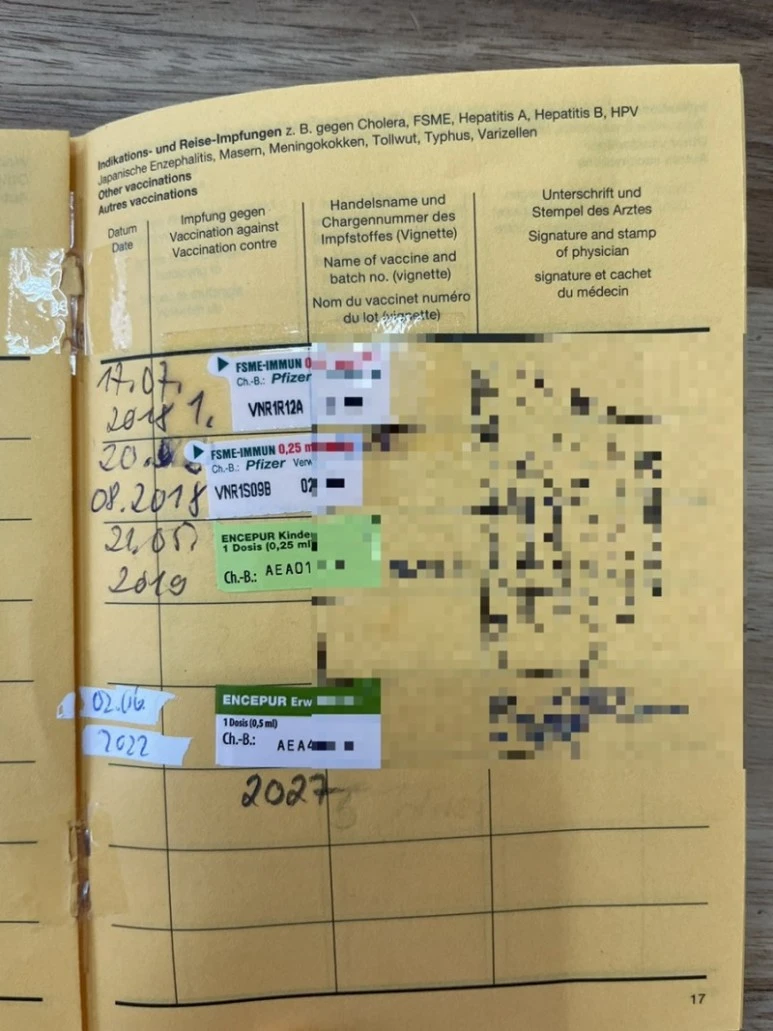 Indikations- und Reise-Impfungen z. B. gegen Cholera, FSME, Hepatitis A, Hepatitis B, HPV
Japanische Enzephalitis, Masern, Meningokokken, Tollwut, Typhus, Varizellen
Other vaccinations
Autres vaccinations
Datum
Date
Impfung gegen
Vaccination against
Vaccination contre
Handelsname und
Chargennummer des
Impfstoffes (Vignette)
Name of vaccine and
batch no. (vignette)
Nom du vaccinet numéro
du lot (vignette)
Unterschrift und
Stempel des Arztes
Signature and stamp
of physician
signature et cachet
du médecin
17.07.
2018 1.
FSME-IMMUN
Ch.-B.: Pfizer
VNR1R12A
20.
08.2018
FSME-IMMUN 0,25
Ch.-B.: Pfizer
VNR1S09B
21.05
2019
ENCEPUR
1 Dosis (0,25 ml
Ch.-B.: AEA01
02.06.
2022
ENCEPUR
1 Dosis (0,5 ml)
Ch.-B.:
2027
17